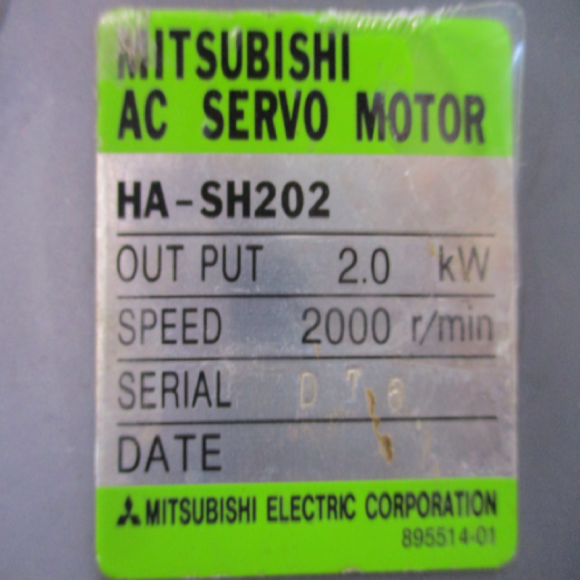 MITSUBISHI
AC SERVO MOTOR
HA-SH202
OUT PUT 2.0 kW
SPEED 2000 r/min
SERIAL D 7
DATE
MITSUBISHI ELECTRIC CORPORATION
895514-01